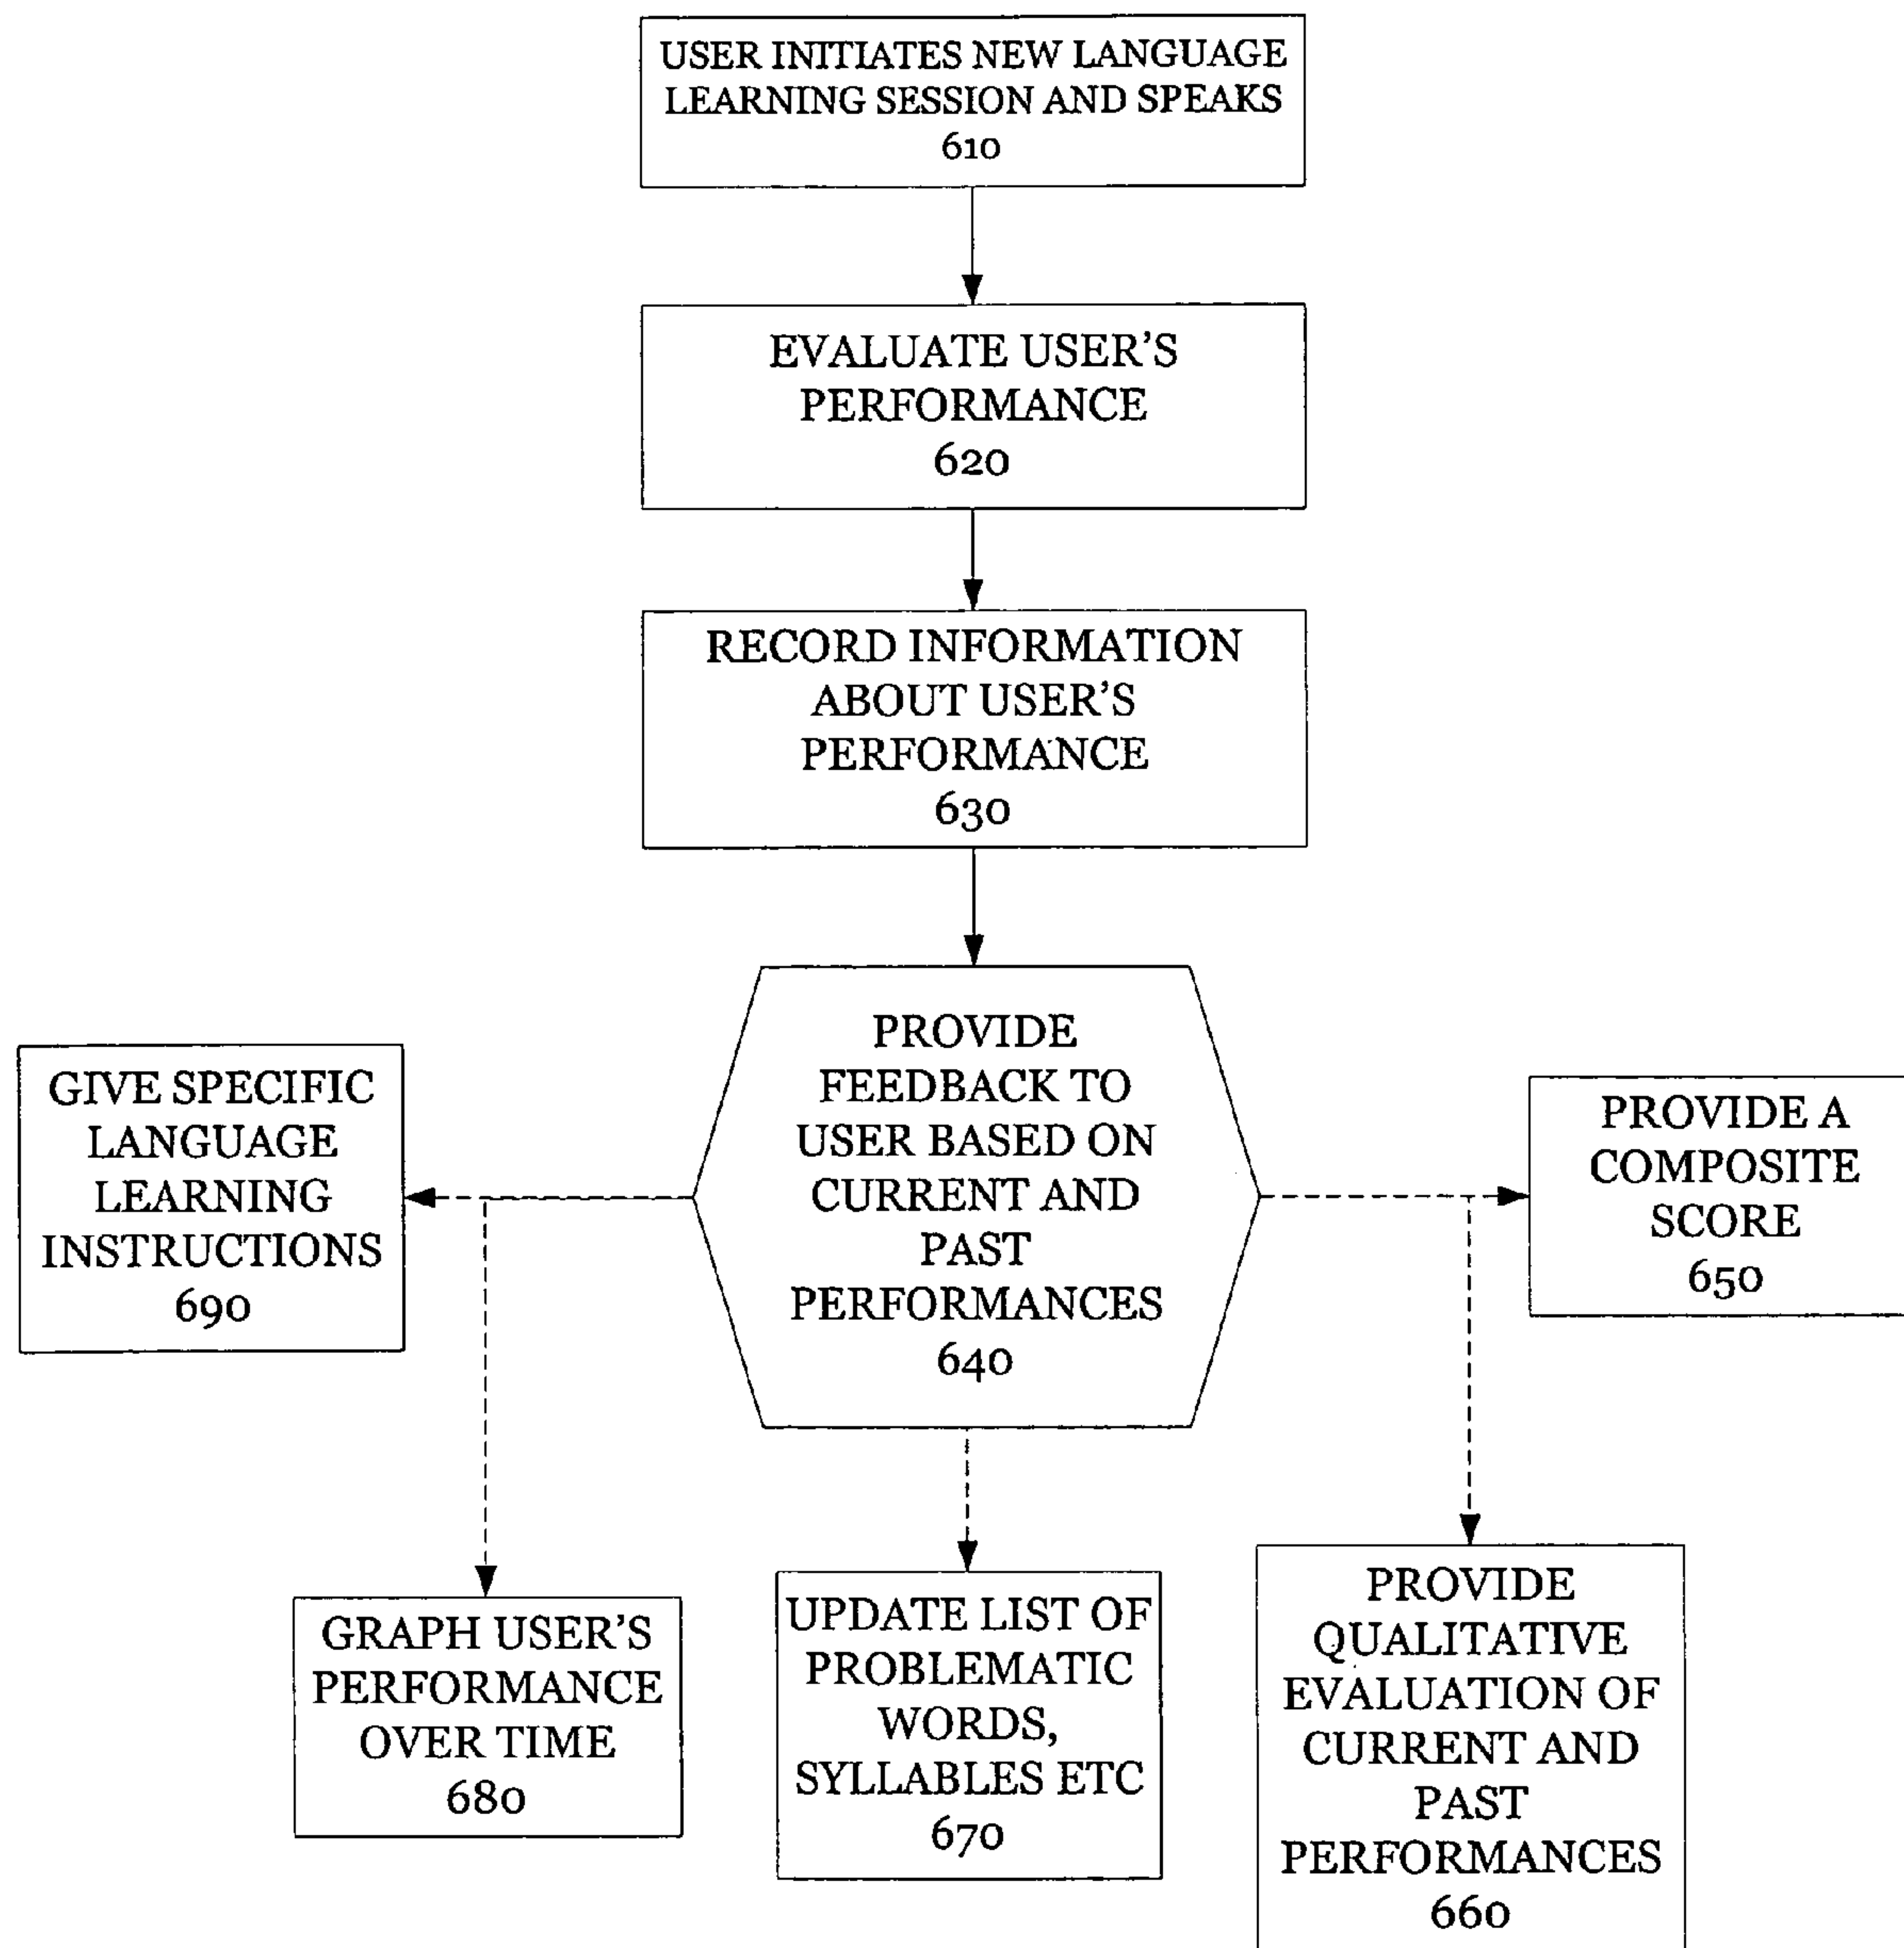 USER INITIATES NEW LANGUAGE
LEARNING SESSION AND SPEAKS
610
EVALUATE USER'S
PERFORMANCE
620
RECORD INFORMATION
ABOUT USER'S
PERFORMANCE
630
PROVIDE
FEEDBACK TO
USER BASED ON
CURRENT AND
PAST
PERFORMANCES
640
GIVE SPECIFIC
LANGUAGE
LEARNING
INSTRUCTIONS
690
PROVIDE A
COMPOSITE
SCORE
650
GRAPH USER'S
PERFORMANCE
OVER TIME
680
UPDATE LIST OF
PROBLEMATIC
WORDS,
SYLLABLES ETC
670
PROVIDE
QUALITATIVE
EVALUATION OF
CURRENT AND
PAST
PERFORMANCES
660